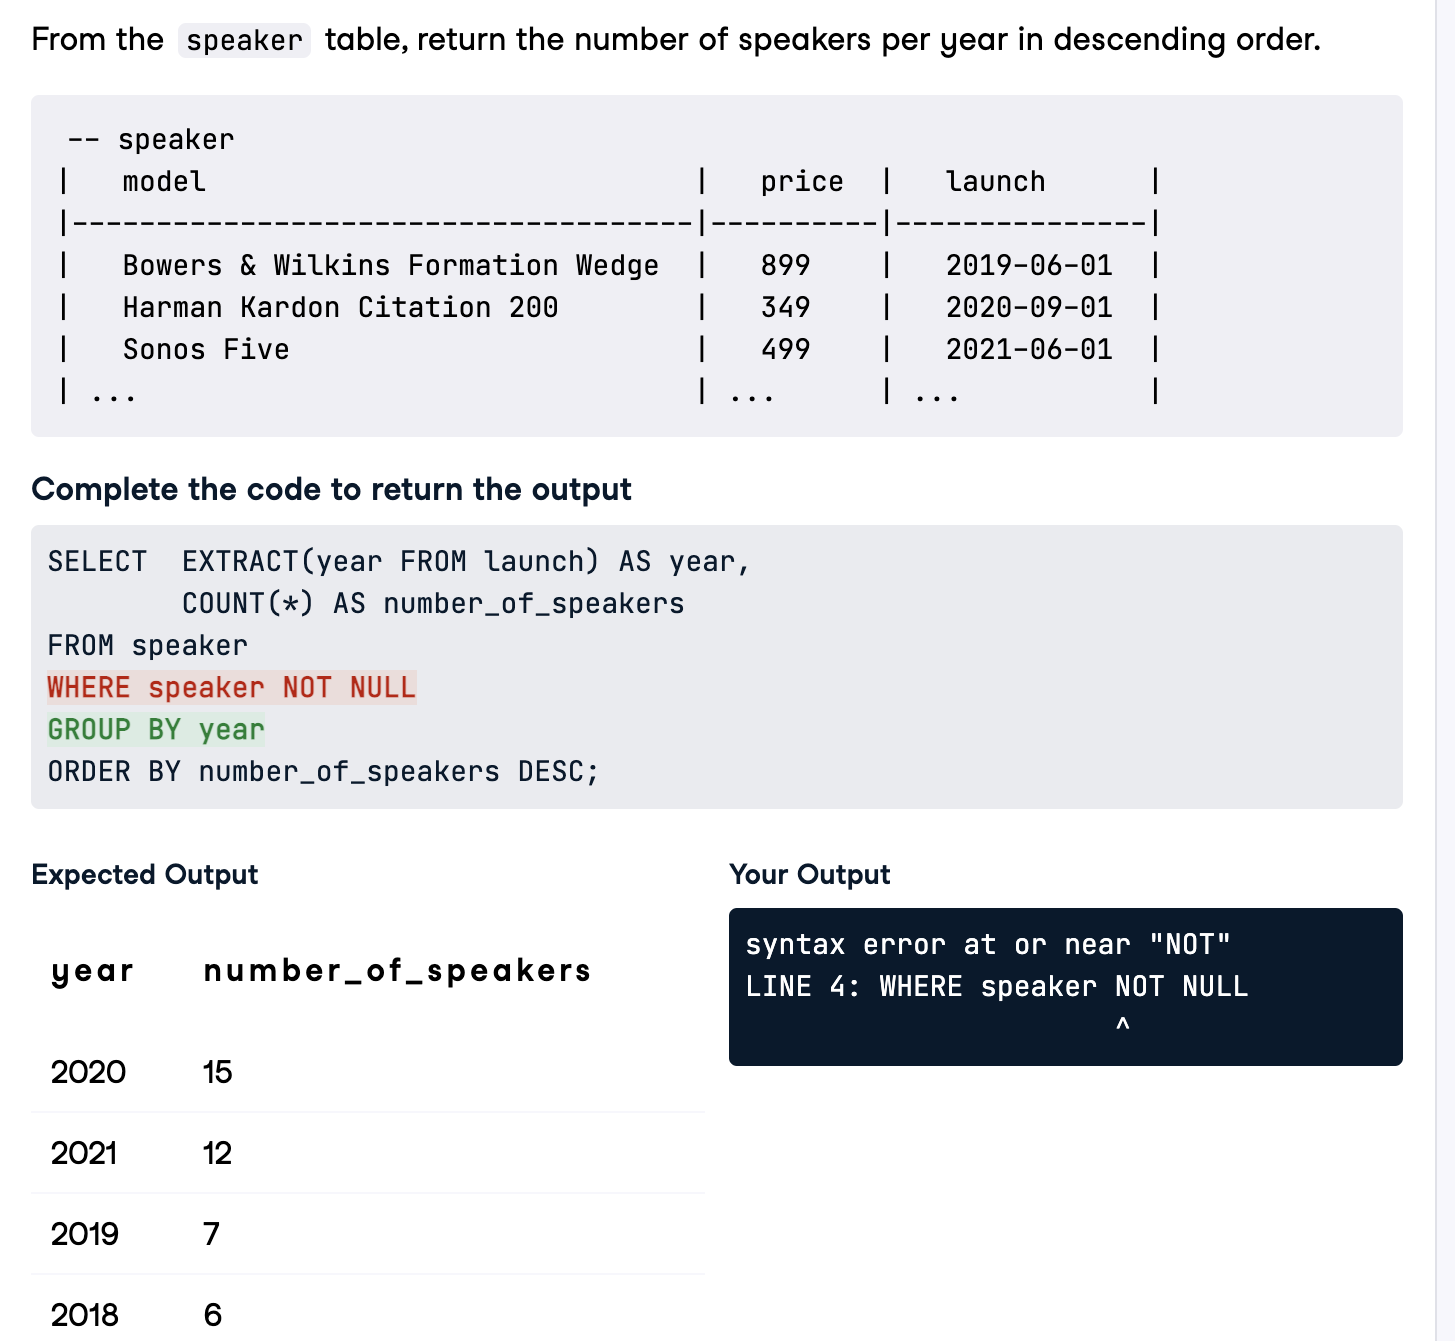 From the speaker table, return the number of speakers per year in descending order.
-- speaker
| model | price | launch |
|-------------------------------------|----------|---------------|
| Bowers & Wilkins Formation Wedge | 899 | 2019-06-01 |
| Harman Kardon Citation 200 | 349 | 2020-09-01 |
| Sonos Five | 499 | 2021-06-01 |
| ... | ... | ... |
Complete the code to return the output
SELECT EXTRACT(year FROM launch) AS year,
COUNT(*) AS number_of_speakers
FROM speaker
WHERE speaker NOT NULL
GROUP BY year
ORDER BY number_of_speakers DESC;
Expected Output
year number_of_speakers
2020 15
2021 12
2019 7
2018 6
Your Output
syntax error at or near "NOT"
LINE 4: WHERE speaker NOT NULL
^